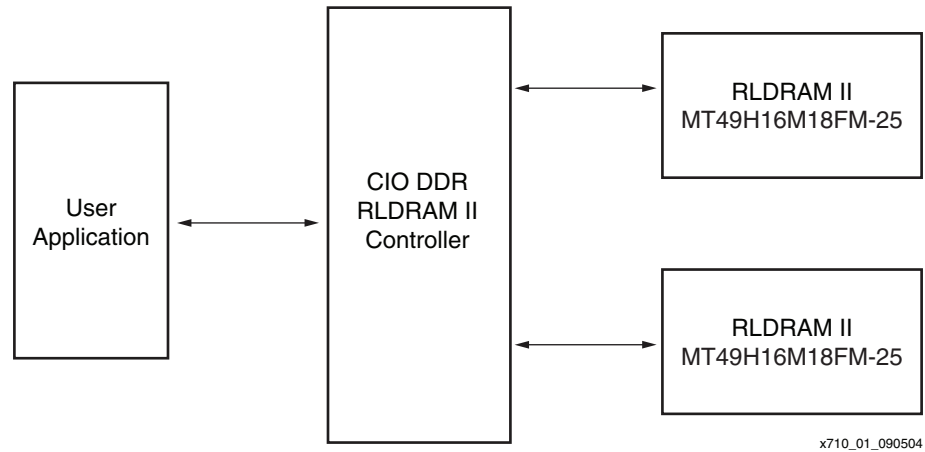 User
Application
CIO DDR
RLDRAM II
Controller
RLDRAM II
MT49H16M18FM-25
RLDRAM II
MT49H16M18FM-25
x710_01_090504